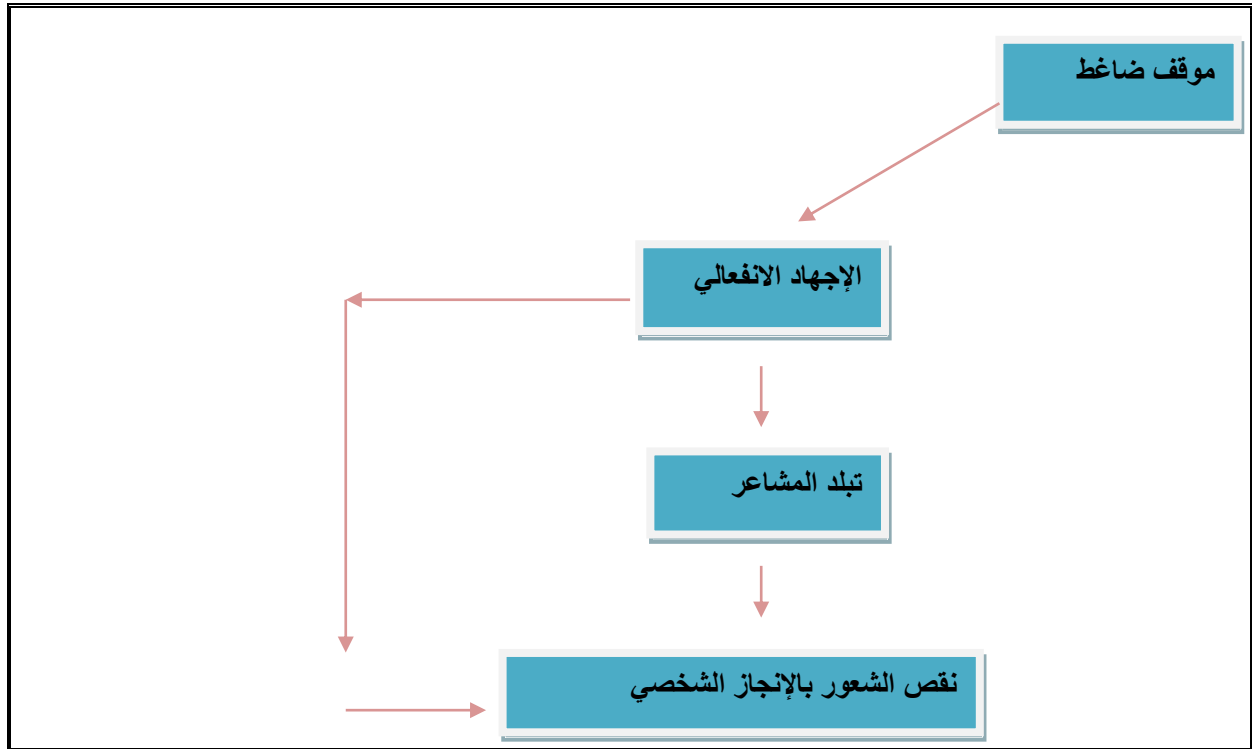 موقف ضاغط
الإجهاد الانفعالي
تبلد المشاعر
نقص الشعور بالإنجاز الشخصي